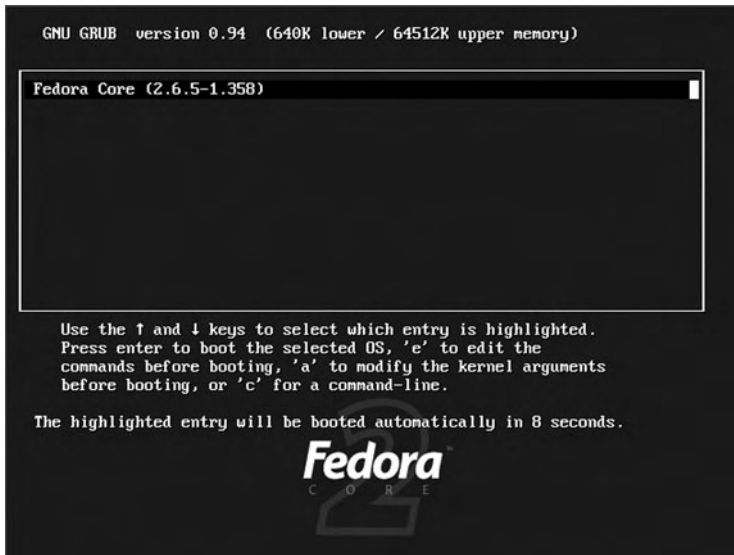 GNU GRUB version 0.94 (640K lower / 64512K upper memory)
Fedora Core (2.6.5-1.358)
Use the ↑ and ↓ keys to select which entry is highlighted.
Press enter to boot the selected OS, 'e' to edit the
commands before booting, 'a' to modify the kernel arguments
before booting, or 'c' for a command-line.
The highlighted entry will be booted automatically in 8 seconds.
Fedora™
CORE
2